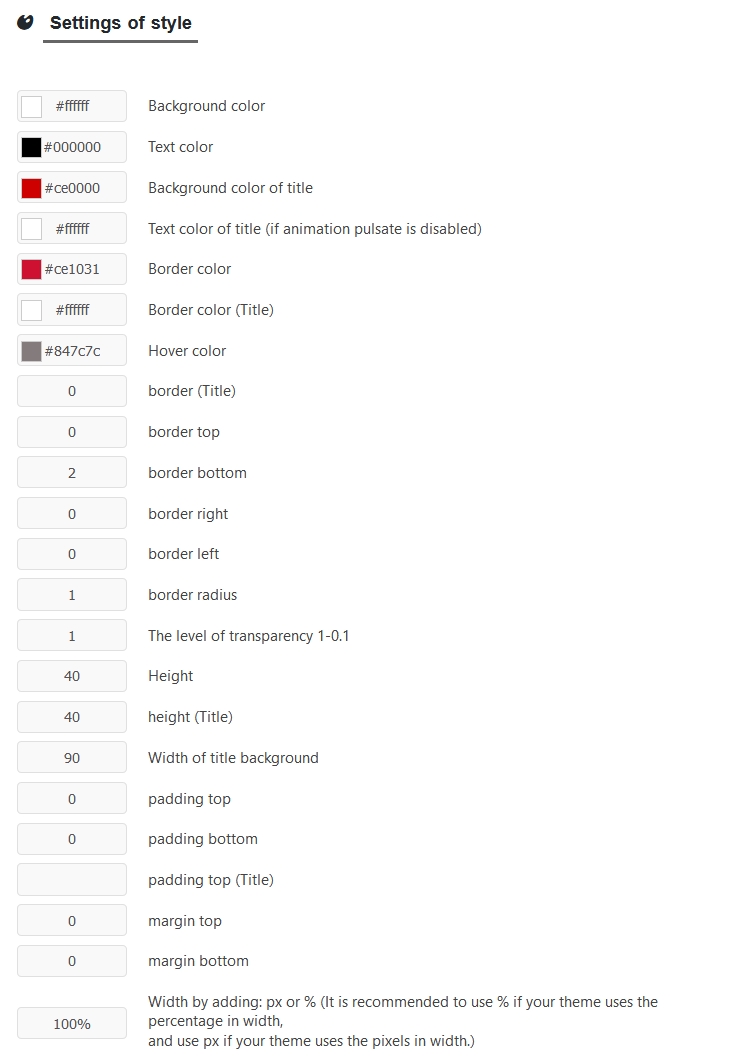 Settings of style
#ffffff Background color
#000000 Text color
#ce0000 Background color of title
#ffffff Text color of title (if animation pulsate is disabled)
#ce1031 Border color
#ffffff Border color (Title)
#847c7c Hover color
0 border (Title)
0 border top
2 border bottom
0 border right
0 border left
1 border radius
1 The level of transparency 1-0.1
40 Height
40 height (Title)
90 Width of title background
0 padding top
0 padding bottom
padding top (Title)
0 margin top
0 margin bottom
100% Width by adding: px or % (It is recommended to use % if your theme uses the
percentage in width,
and use px if your theme uses the pixels in width.)